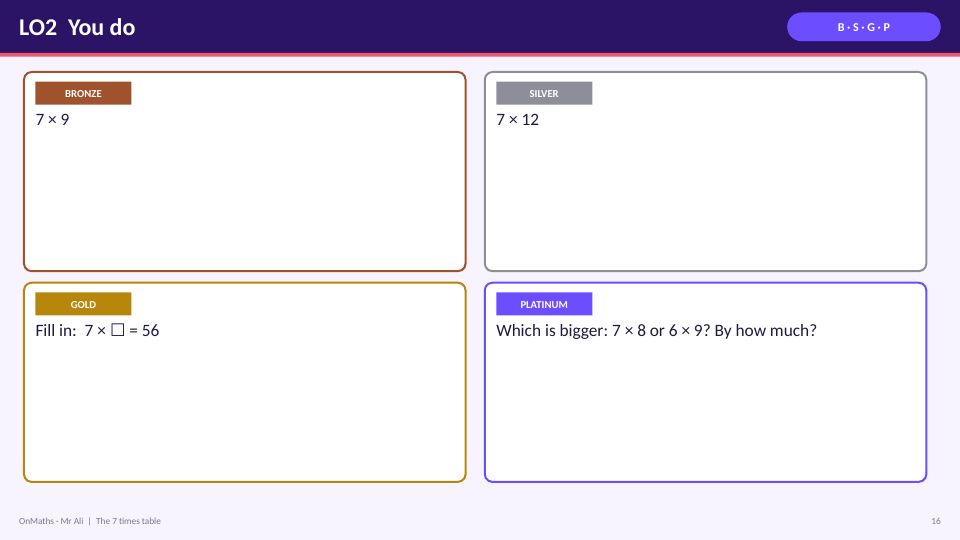 LO2  You do
B · S · G · P
BRONZE
7 × 9
SILVER
7 × 12
GOLD
Fill in:  7 × ☐ = 56
PLATINUM
Which is bigger: 7 × 8 or 6 × 9? By how much?
OnMaths · Mr Ali  |  The 7 times table
16